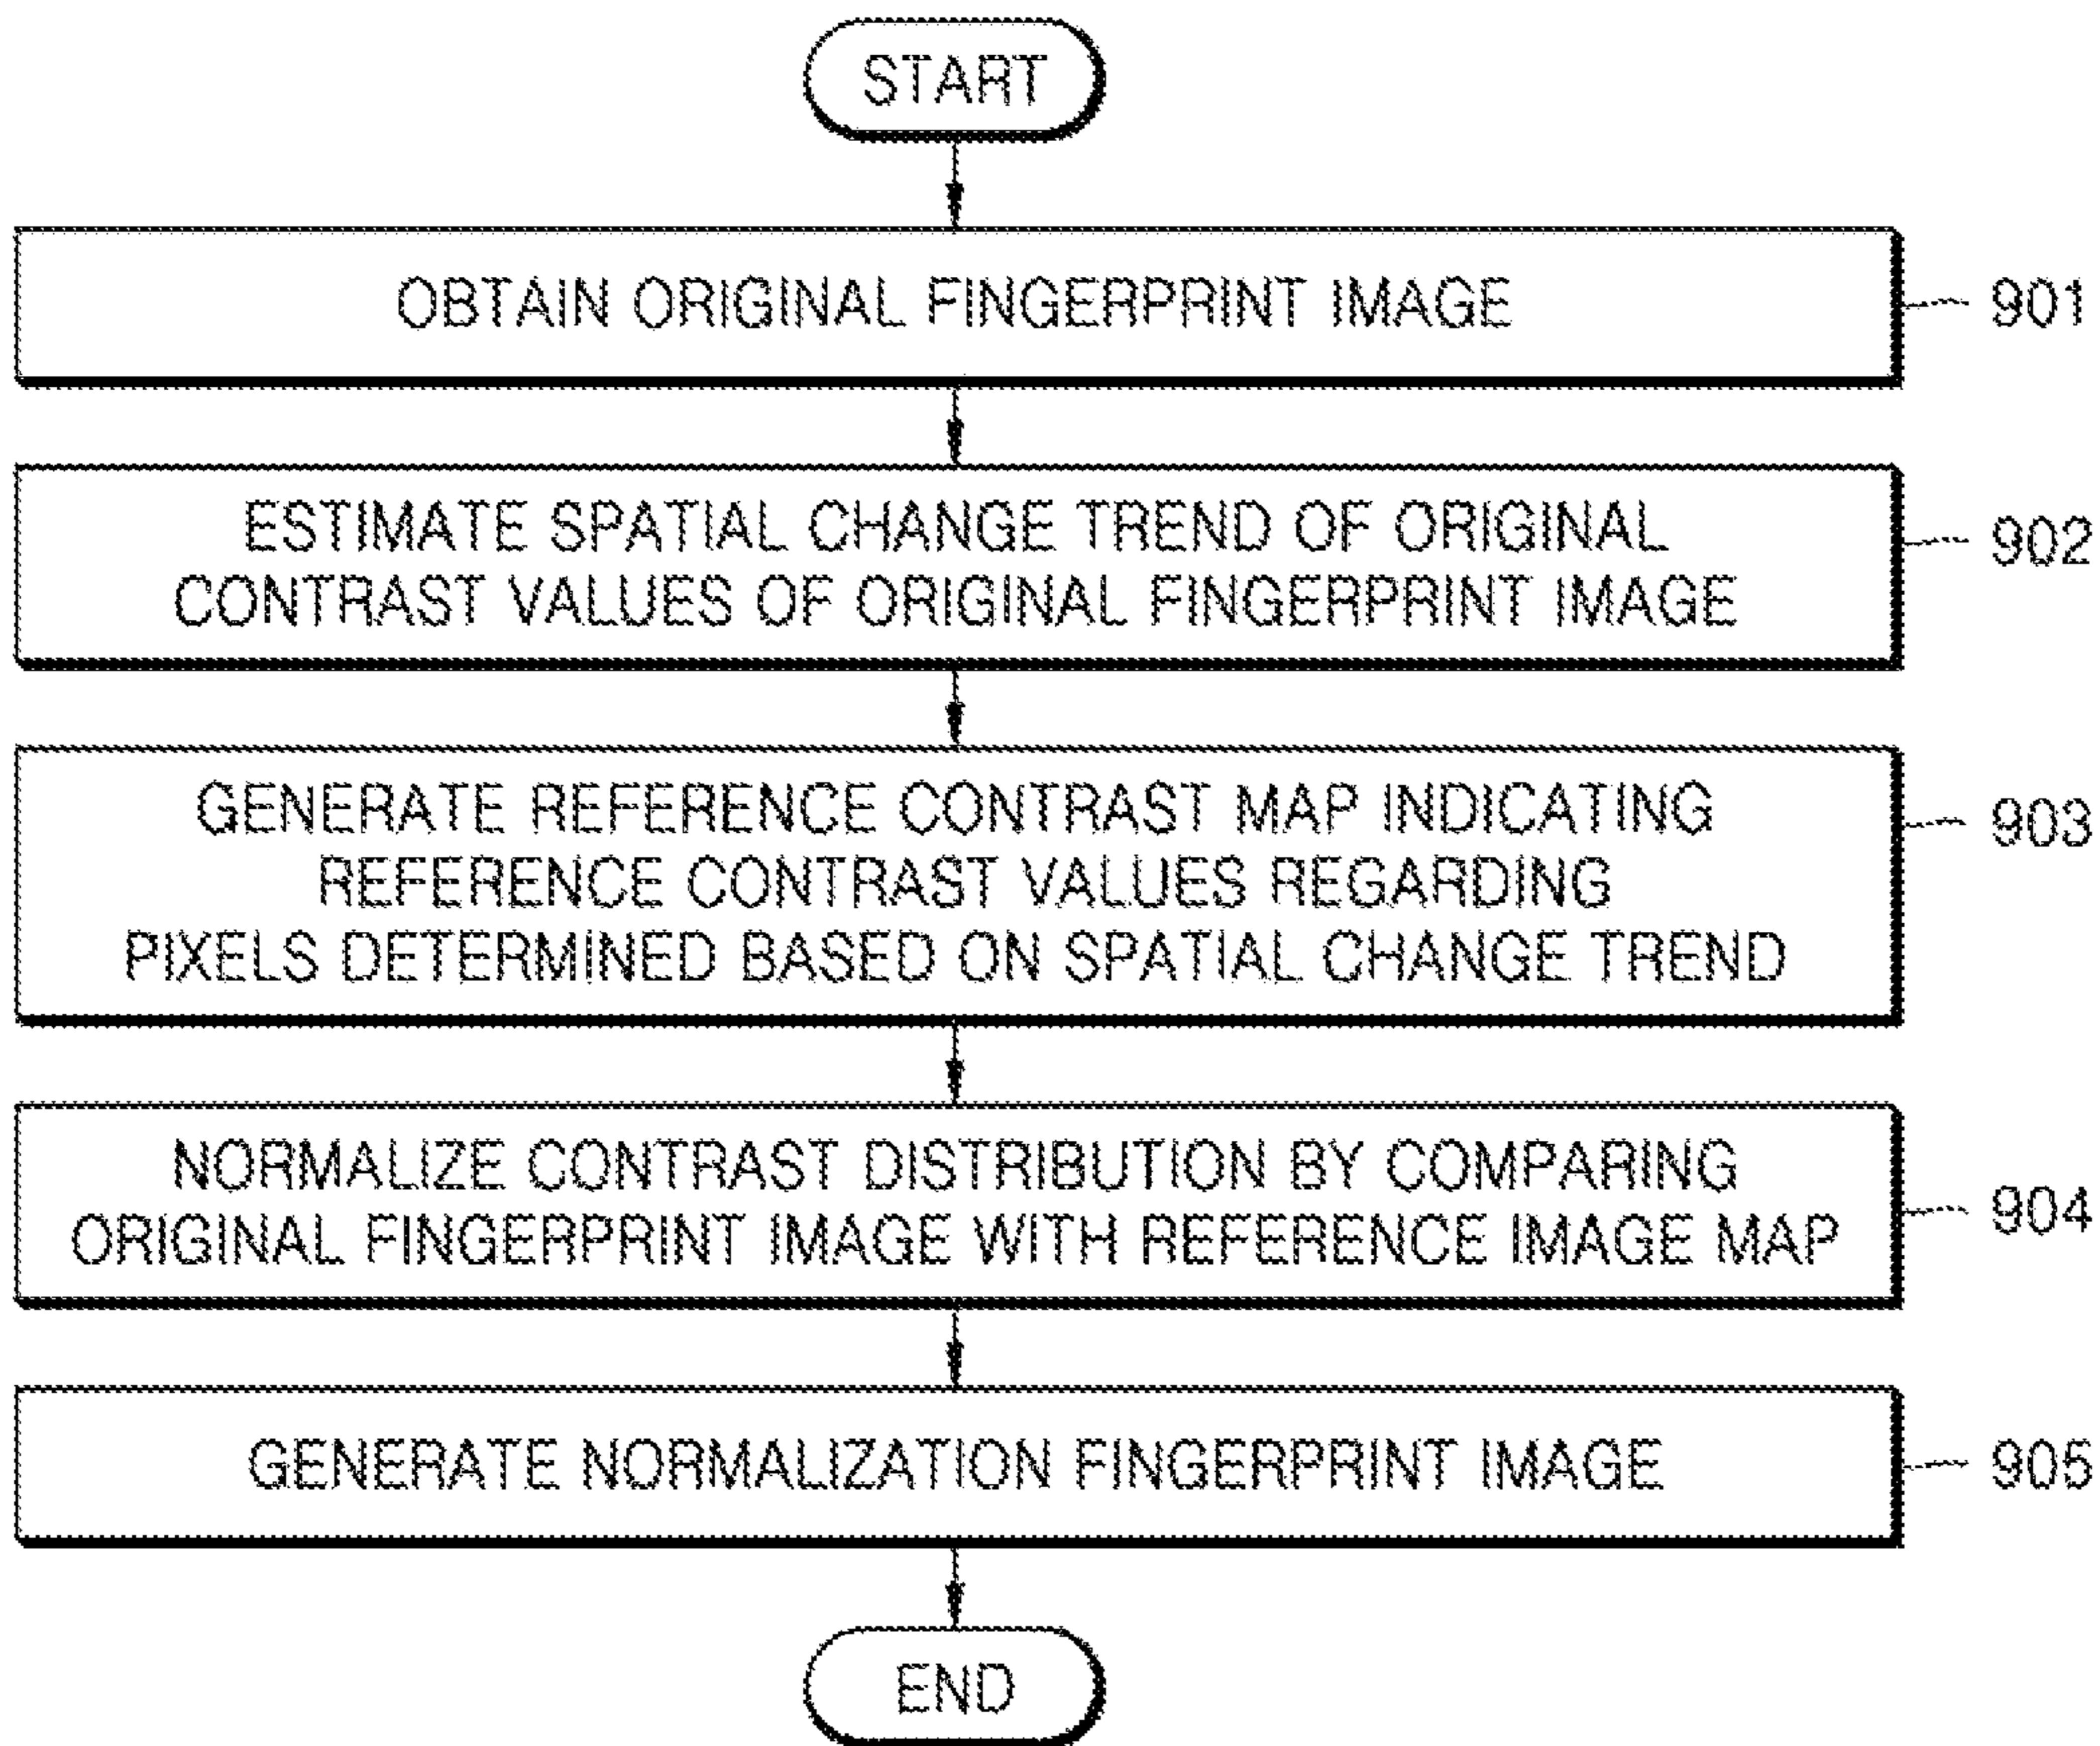 START
OBTAIN ORIGINAL FINGERPRINT IMAGE
901
ESTIMATE SPATIAL CHANGE TREND OF ORIGINAL
CONTRAST VALUES OF ORIGINAL FINGERPRINT IMAGE
902
GENERATE REFERENCE CONTRAST MAP INDICATING
REFERENCE CONTRAST VALUES REGARDING
PIXELS DETERMINED BASED ON SPATIAL CHANGE TREND
903
NORMALIZE CONTRAST DISTRIBUTION BY COMPARING
ORIGINAL FINGERPRINT IMAGE WITH REFERENCE IMAGE MAP
904
GENERATE NORMALIZATION FINGERPRINT IMAGE
905
END